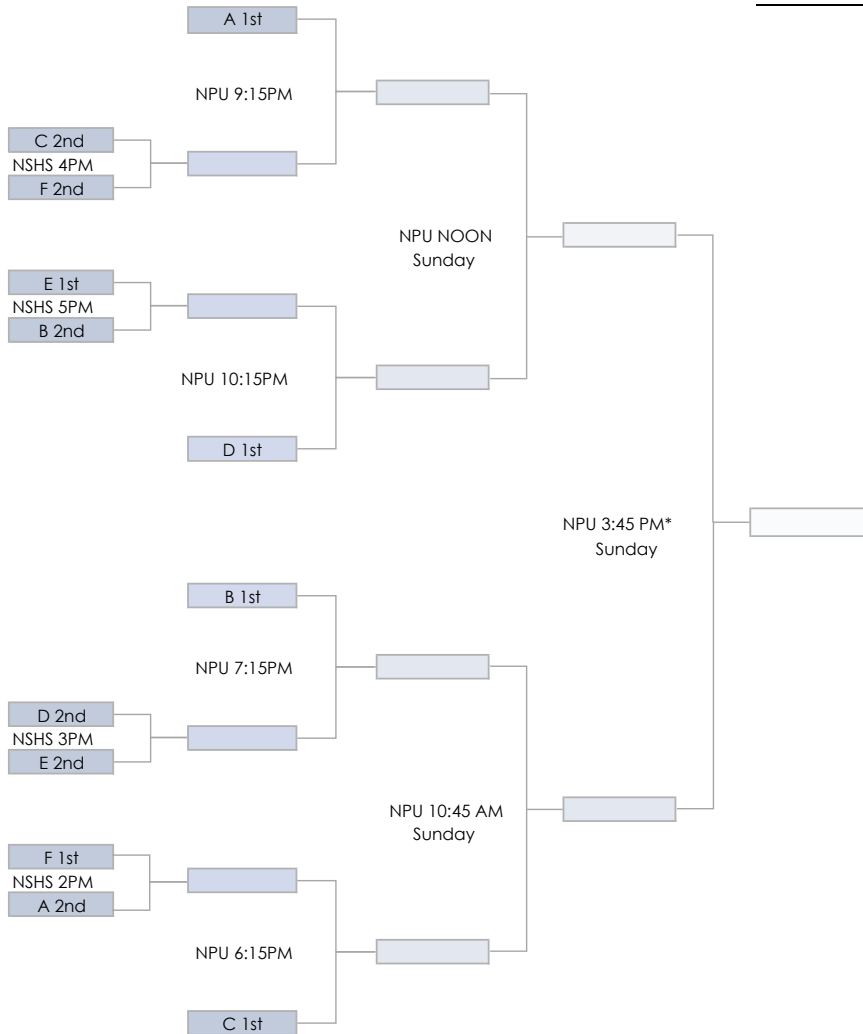 A 1st
NPU 9:15PM
C 2nd
NSHS 4PM
F 2nd
NPU NOON
Sunday
E 1st
NSHS 5PM
B 2nd
NPU 10:15PM
D 1st
NPU 3:45 PM*
Sunday
B 1st
NPU 7:15PM
D 2nd
NSHS 3PM
E 2nd
NPU 10:45 AM
Sunday
F 1st
NSHS 2PM
A 2nd
NPU 6:15PM
C 1st